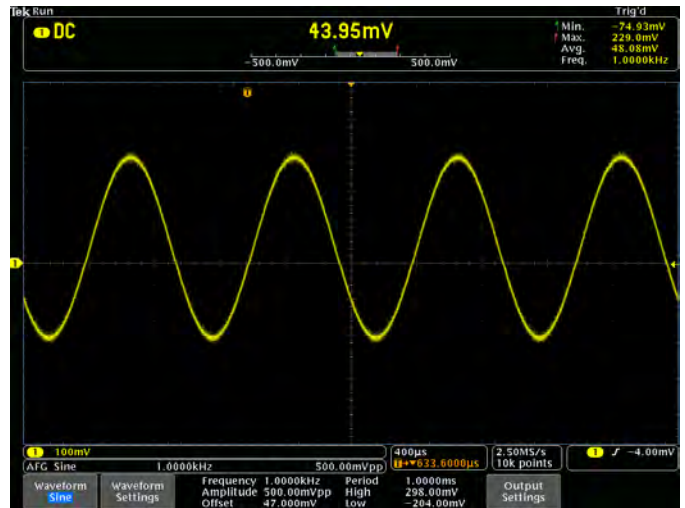 Tek Run Trig'd
1 DC 43.95mV
Min. -74.93mV
Max. 229.0mV
Avg. 48.08mV
Freq. 1.0000kHz
-500.0mV 500.0mV
T
1
1 100mV
400µs
T→▼633.6000µs
2.50MS/s
10k points
1 ∫ -4.00mV
AFG Sine 1.0000kHz 500.00mVpp
Waveform
Sine
Waveform
Settings
Frequency 1.0000kHz
Amplitude 500.00mVpp
Offset 47.000mV
Period 1.0000ms
High 298.00mV
Low -204.00mV
Output
Settings